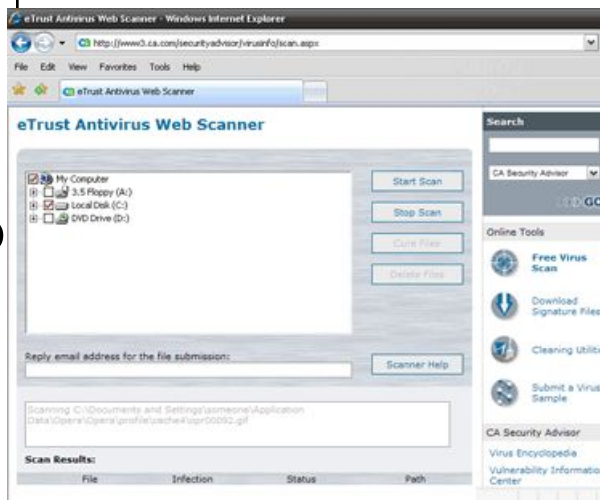 eTrust Antivirus Web Scanner - Windows Internet Explorer
http://www3.ca.com/securityadvisor/virusinfo/scan.aspx
File Edit View Favorites Tools Help
eTrust Antivirus Web Scanner
eTrust Antivirus Web Scanner
My Computer
3.5 Floppy (A:)
Local Disk (C:)
DVD Drive (D:)
Start Scan
Stop Scan
Cure Files
Delete Files
Reply email address for the file submission:
Scanner Help
Scanning C:\Documents and Settings\someone\Application
Data\Opera\Opera\profile\cache4\opr00092.gif
Scan Results:
File Infection Status Path
Search
CA Security Advisor
GO
Online Tools
Free Virus
Scan
Download
Signature Files
Cleaning Utilit
Submit a Virus
Sample
CA Security Advisor
Virus Encyclopedia
Vulnerability Informatio
Center